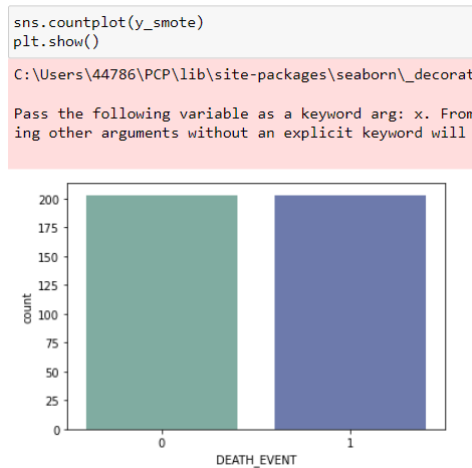 sns.countplot(y_smote)
plt.show()
C:\Users\44786\PCP\lib\site-packages\seaborn\_decorat
Pass the following variable as a keyword arg: x. From
ing other arguments without an explicit keyword will
200
175
150
125
100
75
50
25
0
count
0 1
DEATH_EVENT